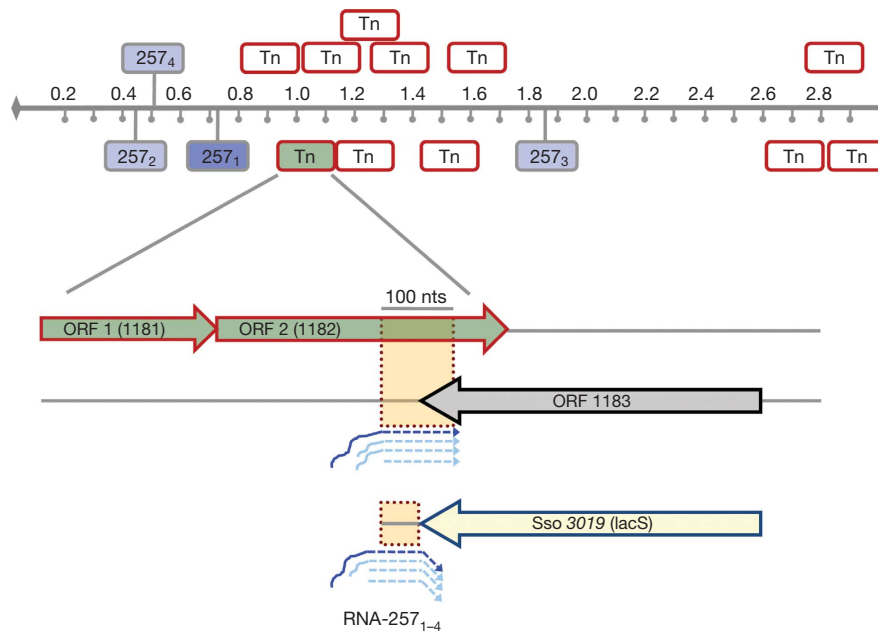 Tn
257₄ Tn Tn Tn Tn Tn
0.2 0.4 0.6 0.8 1.0 1.2 1.4 1.6 1.8 2.0 2.2 2.4 2.6 2.8
257₂ 257₁ Tn Tn Tn 257₃ Tn Tn
100 nts
ORF 1 (1181) ORF 2 (1182)
ORF 1183
Sso 3019 (lacS)
RNA-257₁₋₄